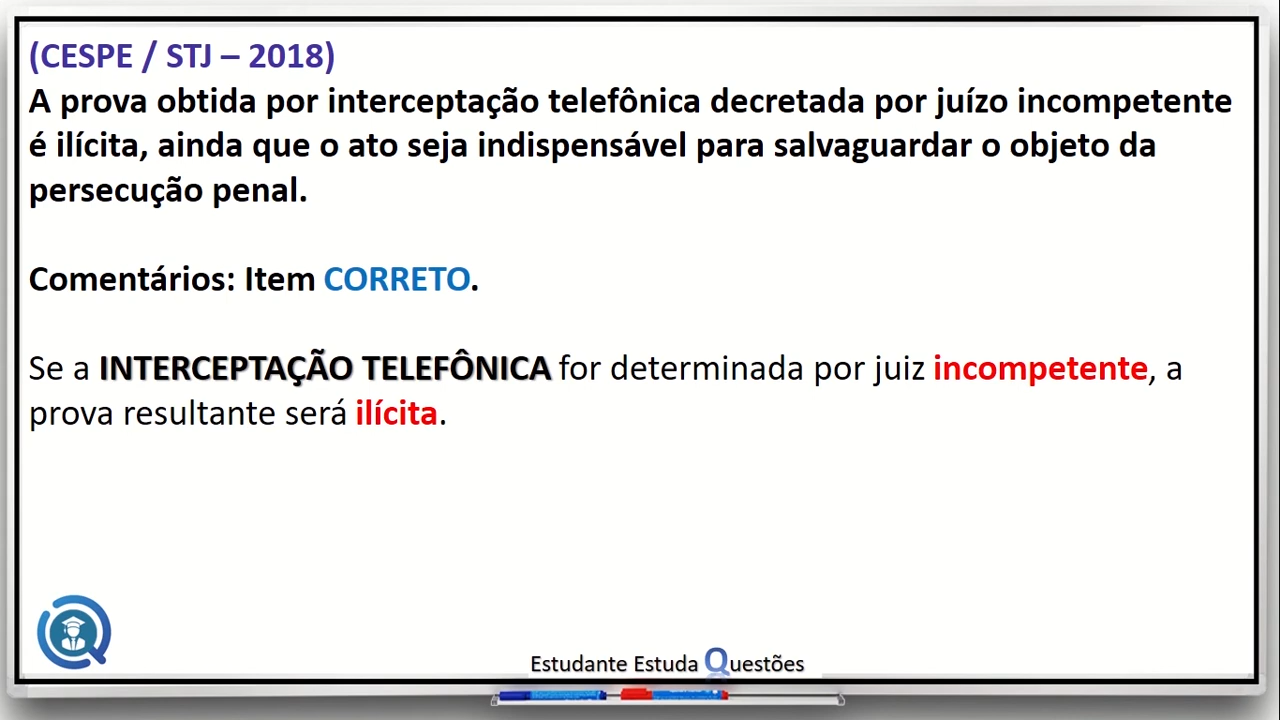 (CESPE / STJ – 2018)
A prova obtida por interceptação telefônica decretada por juízo incompetente
é ilícita, ainda que o ato seja indispensável para salvaguardar o objeto da
persecução penal.
Comentários: Item CORRETO.
Se a INTERCEPTAÇÃO TELEFÔNICA for determinada por juiz incompetente, a
prova resultante será ilícita.
Estudante Estuda Questões